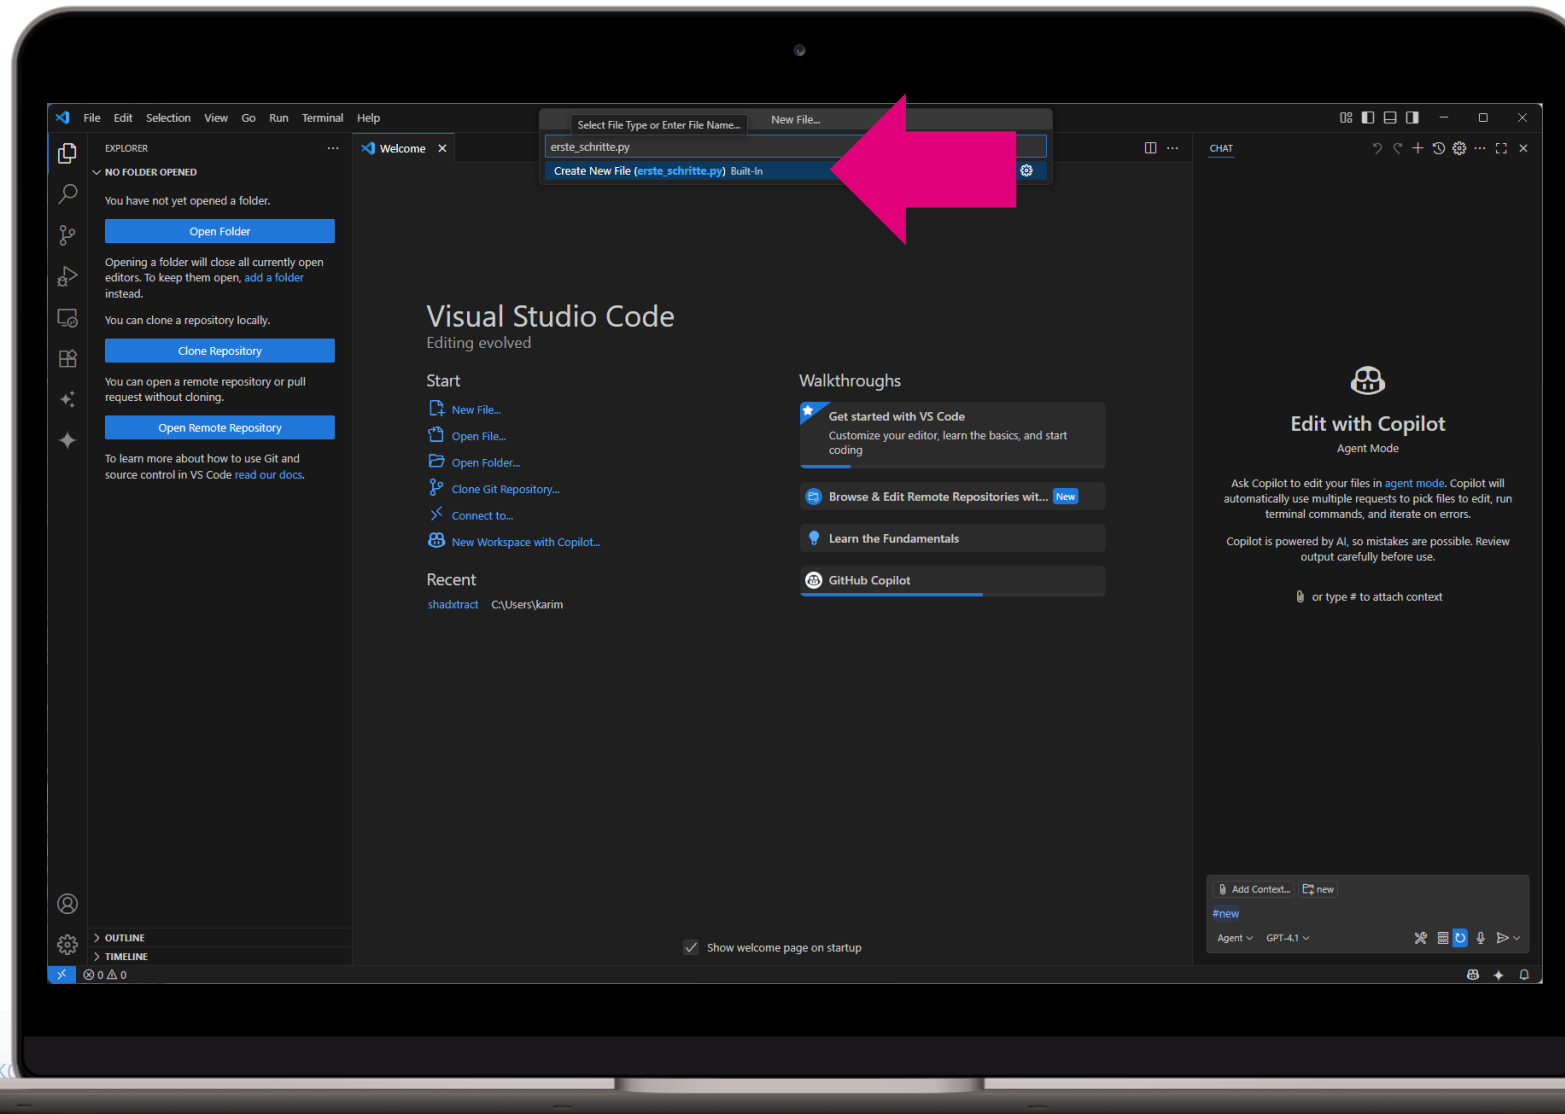 File Edit Selection View Go Run Terminal Help
Select File Type or Enter File Name...
New File...
erste_schritte.py
Create New File (erste_schritte.py) Built-In
EXPLORER
NO FOLDER OPENED
You have not yet opened a folder.
Open Folder
Opening a folder will close all currently open
editors. To keep them open, add a folder
instead.
You can clone a repository locally.
Clone Repository
You can open a remote repository or pull
request without cloning.
Open Remote Repository
To learn more about how to use Git and
source control in VS Code read our docs.
OUTLINE
TIMELINE
0 0
Welcome
Visual Studio Code
Editing evolved
Start
New File...
Open File...
Open Folder...
Clone Git Repository...
Connect to...
New Workspace with Copilot...
Recent
shadxtract C:\Users\karim
Walkthroughs
Get started with VS Code
Customize your editor, learn the basics, and start
coding
Browse & Edit Remote Repositories wit... New
Learn the Fundamentals
GitHub Copilot
Show welcome page on startup
CHAT
Edit with Copilot
Agent Mode
Ask Copilot to edit your files in agent mode. Copilot will
automatically use multiple requests to pick files to edit, run
terminal commands, and iterate on errors.
Copilot is powered by AI, so mistakes are possible. Review
output carefully before use.
or type # to attach context
Add Context... new
#new
Agent GPT-4.1